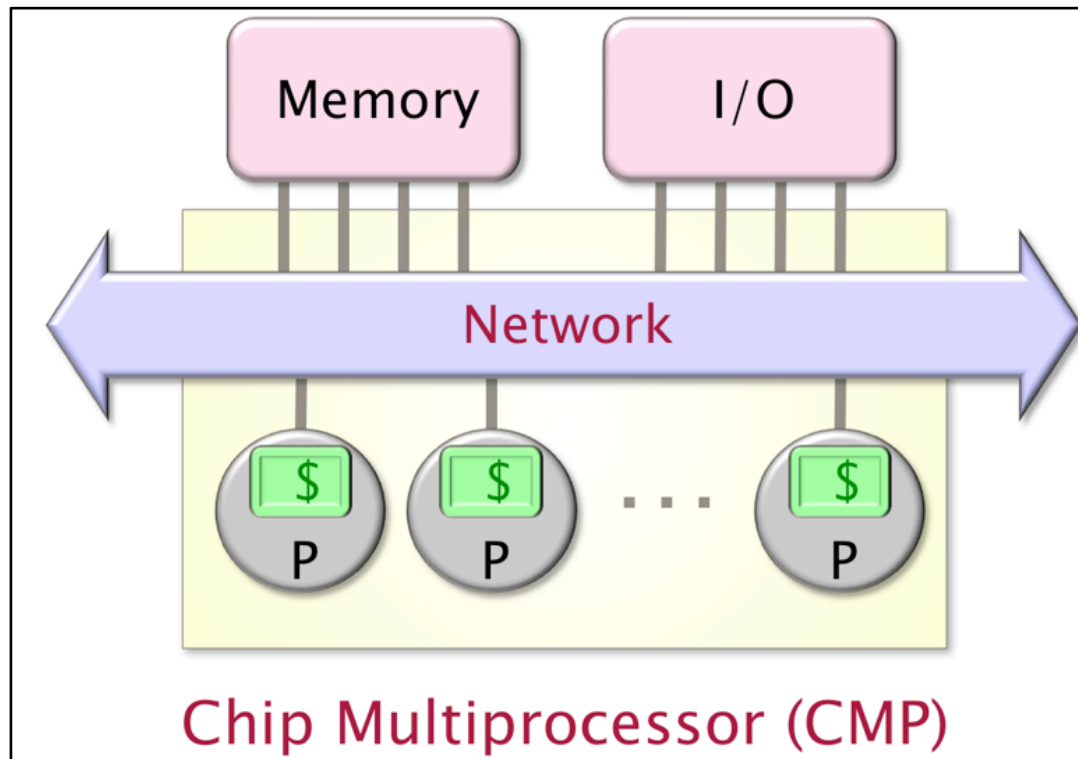 Memory
I/O
Network
$ $ . . . $
P P P
Chip Multiprocessor (CMP)